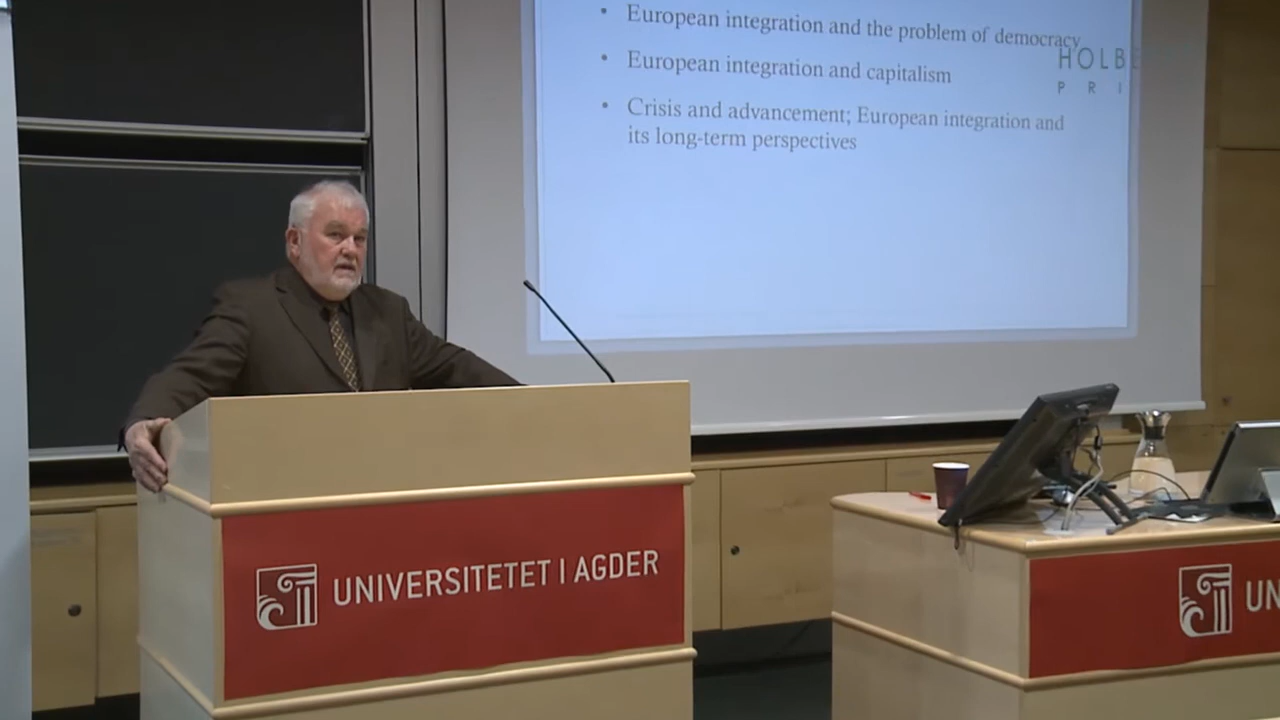 • European integration and the problem of democracy
HOLBE
P R I
• European integration and capitalism
• Crisis and advancement; European integration and
its long-term perspectives
UNIVERSITETET I AGDER
UN